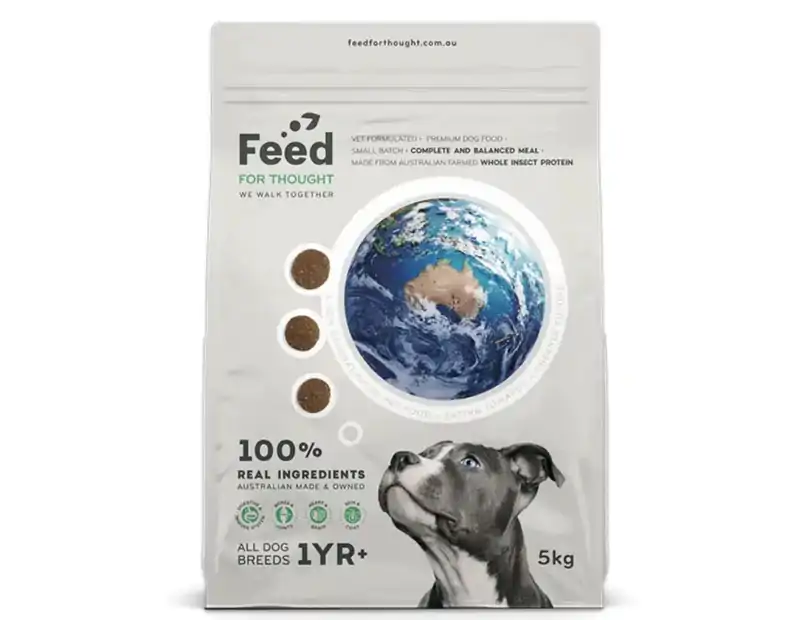 feedforthought.com.au
Feed
FOR THOUGHT
WE WALK TOGETHER
VET FORMULATED • PREMIUM DOG FOOD •
SMALL BATCH • COMPLETE AND BALANCED MEAL •
MADE FROM AUSTRALIAN FARMED WHOLE INSECT PROTEIN
100%
REAL INGREDIENTS
AUSTRALIAN MADE & OWNED
ALL DOG
BREEDS 1YR+
5kg